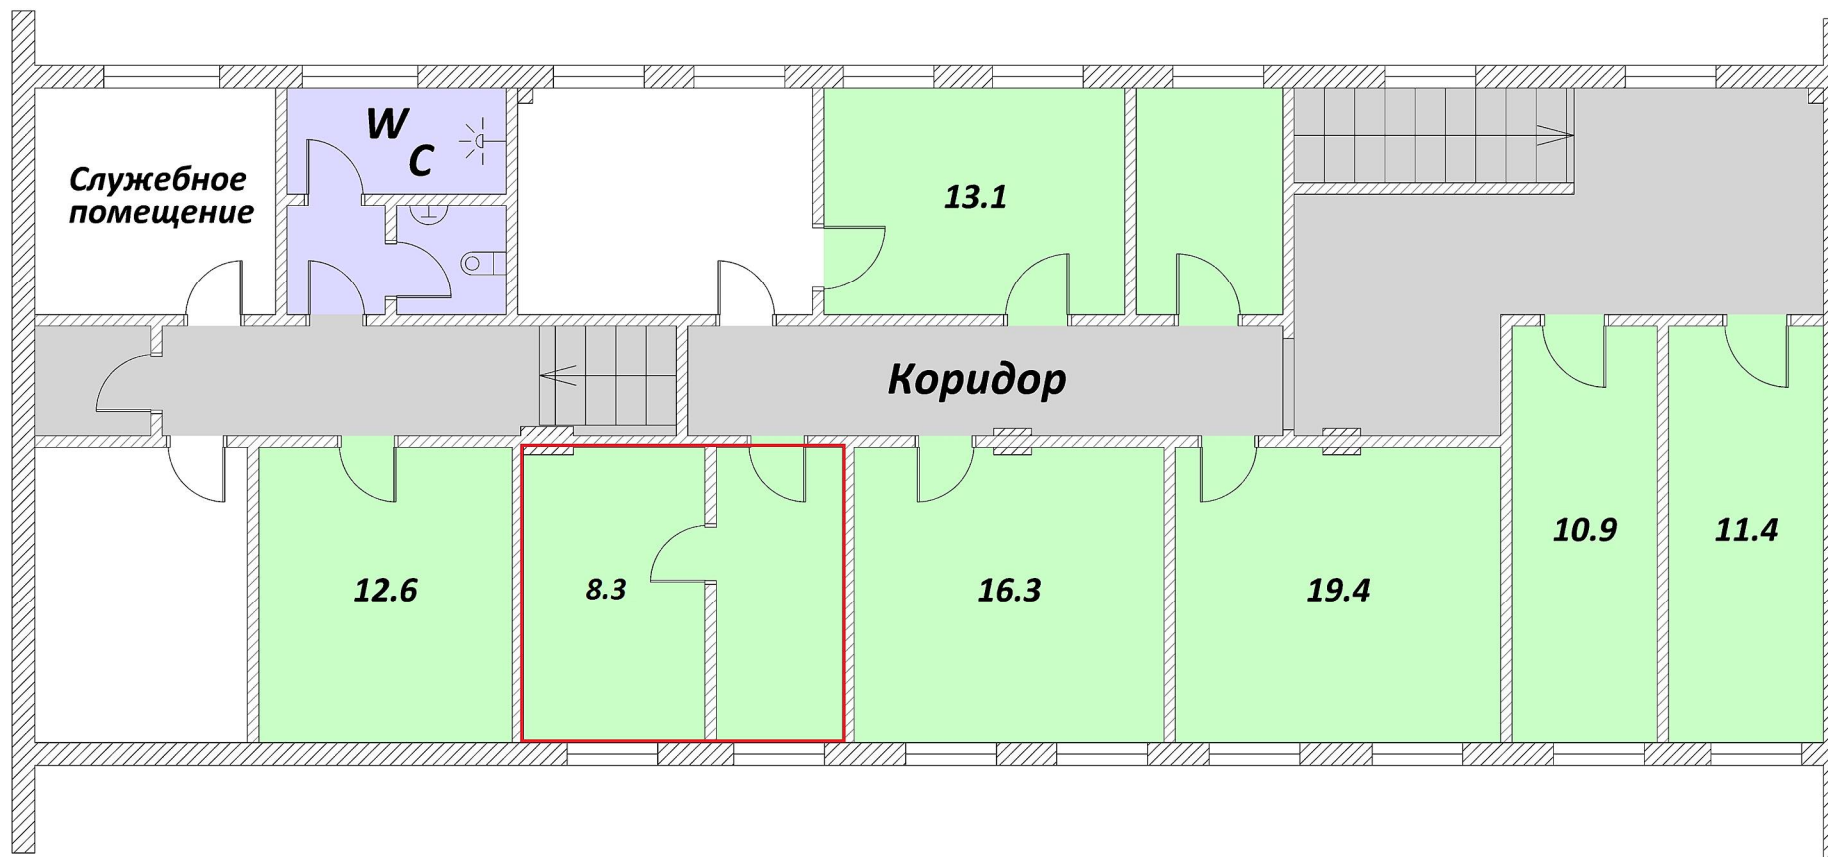 W
C
Служебное
помещение
13.1
Коридор
12.6
8.3
16.3
19.4
10.9
11.4